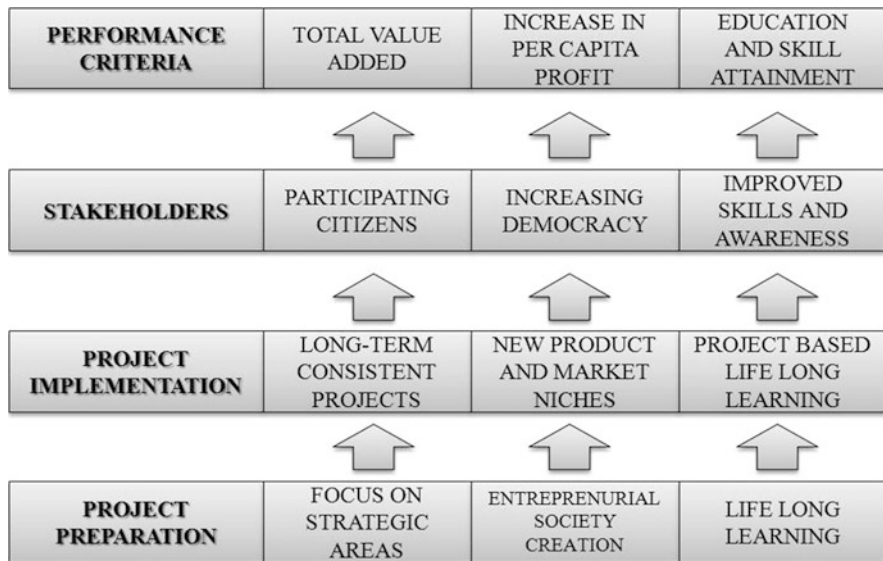 PERFORMANCE
CRITERIA
TOTAL VALUE
ADDED
INCREASE IN
PER CAPITA
PROFIT
EDUCATION
AND SKILL
ATTAINMENT
STAKEHOLDERS
PARTICIPATING
CITIZENS
INCREASING
DEMOCRACY
IMPROVED
SKILLS AND
AWARENESS
PROJECT
IMPLEMENTATION
LONG-TERM
CONSISTENT
PROJECTS
NEW PRODUCT
AND MARKET
NICHES
PROJECT BASED
LIFE LONG
LEARNING
PROJECT
PREPARATION
FOCUS ON
STRATEGIC
AREAS
ENTREPRENURIAL
SOCIETY
CREATION
LIFE LONG
LEARNING